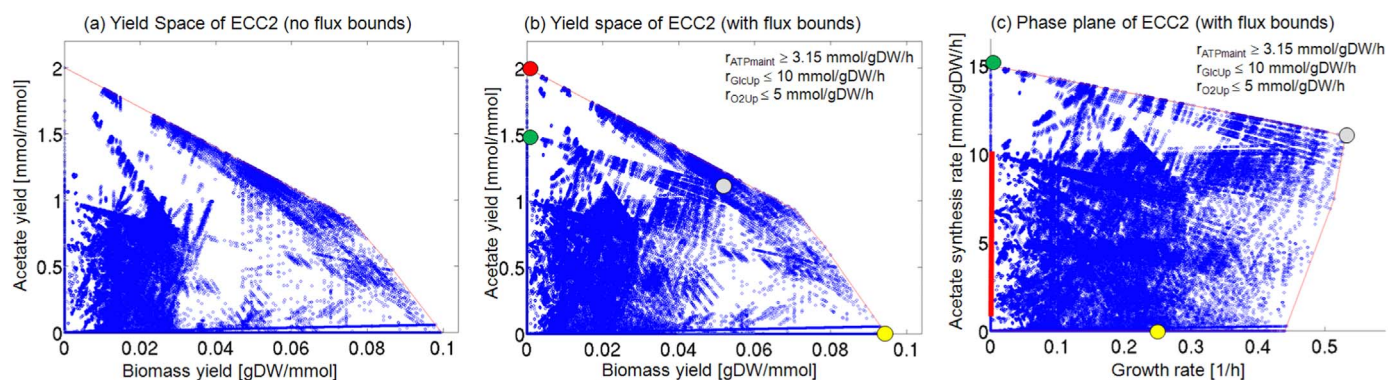 (a) Yield Space of ECC2 (no flux bounds)
Acetate yield [mmol/mmol]
2
1.5
1
0.5
0
0 0.02 0.04 0.06 0.08 0.1
Biomass yield [gDW/mmol]
(b) Yield space of ECC2 (with flux bounds)
rATPmaint ≥ 3.15 mmol/gDW/h
rGlcUp ≤ 10 mmol/gDW/h
rO2Up ≤ 5 mmol/gDW/h
Acetate yield [mmol/mmol]
2
1.5
1
0.5
0
0 0.02 0.04 0.06 0.08 0.1
Biomass yield [gDW/mmol]
(c) Phase plane of ECC2 (with flux bounds)
rATPmaint ≥ 3.15 mmol/gDW/h
rGlcUp ≤ 10 mmol/gDW/h
rO2Up ≤ 5 mmol/gDW/h
Acetate synthesis rate [mmol/gDW/h]
15
10
5
0
0 0.1 0.2 0.3 0.4 0.5
Growth rate [1/h]